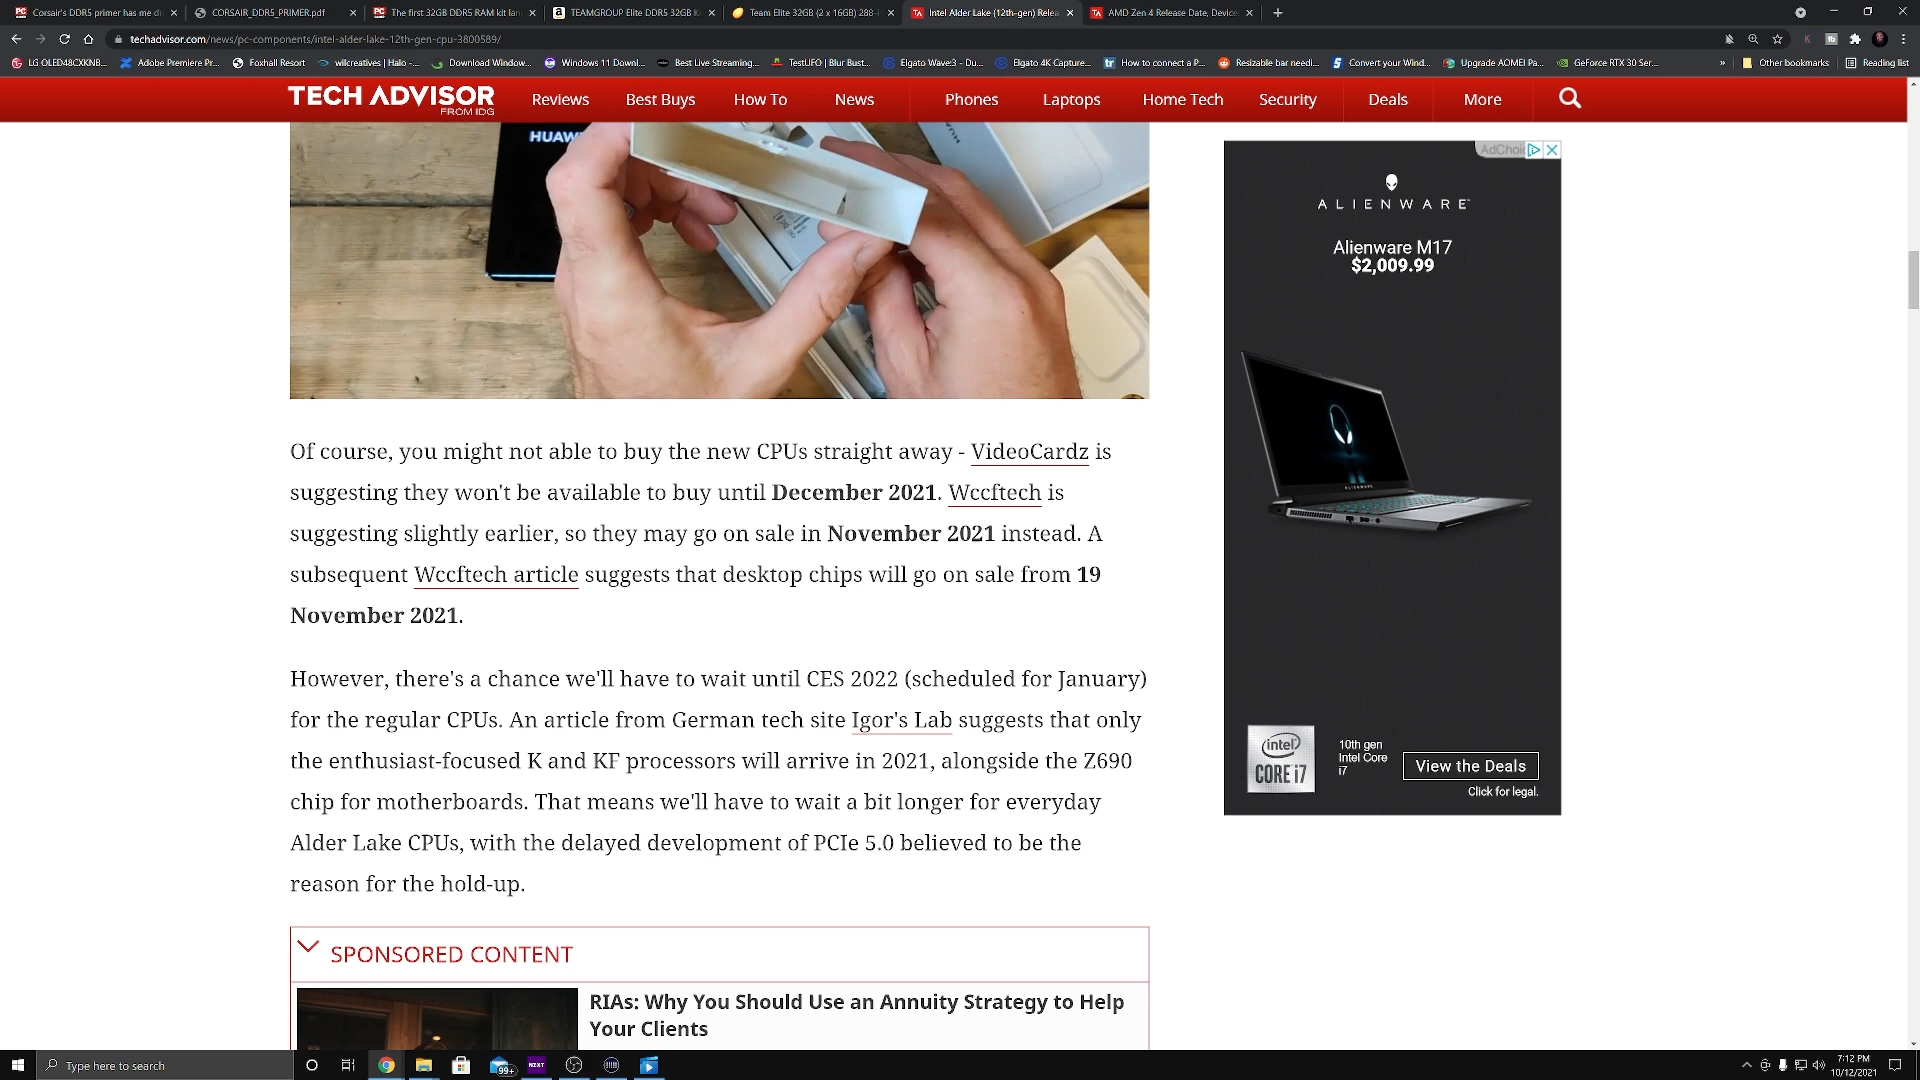 Corsair's DDR5 primer has me dr
CORSAIR_DDR5_PRIMER.pdf
The first 32GB DDR5 RAM kit lan
TEAMGROUP Elite DDR5 32GB K
Team Elite 32GB (2 x 16GB) 288-
Intel Alder Lake (12th-gen) Relea
AMD Zen 4 Release Date, Device
techadvisor.com/news/pc-components/intel-alder-lake-12th-gen-cpu-3800589/
LG OLED48CXKNB...
Adobe Premiere Pr...
Foxhall Resort
wilcreatives | Halo -...
Download Window...
Windows 11 Downl...
Best Live Streaming...
TestUFO | Blur Bust...
Elgato Wave3 - Du...
Elgato 4K Capture...
How to connect a P...
Resizable bar needi...
Convert your Wind...
Upgrade AOMEI Pa...
GeForce RTX 30 Ser...
Other bookmarks
Reading list
TECH ADVISOR
FROM IDG
Reviews
Best Buys
How To
News
Phones
Laptops
Home Tech
Security
Deals
More
HUAW
Of course, you might not able to buy the new CPUs straight away - VideoCardz is
suggesting they won't be available to buy until December 2021. Wccftech is
suggesting slightly earlier, so they may go on sale in November 2021 instead. A
subsequent Wccftech article suggests that desktop chips will go on sale from 19
November 2021.
However, there's a chance we'll have to wait until CES 2022 (scheduled for January)
for the regular CPUs. An article from German tech site Igor's Lab suggests that only
the enthusiast-focused K and KF processors will arrive in 2021, alongside the Z690
chip for motherboards. That means we'll have to wait a bit longer for everyday
Alder Lake CPUs, with the delayed development of PCIe 5.0 believed to be the
reason for the hold-up.
SPONSORED CONTENT
RIAs: Why You Should Use an Annuity Strategy to Help
Your Clients
AdChoi
ALIENWARE
Alienware M17
$2,009.99
intel
CORE i7
10th gen
Intel Core
i7
View the Deals
Click for legal.
Type here to search
99+
NZXT
7:12 PM
10/12/2021